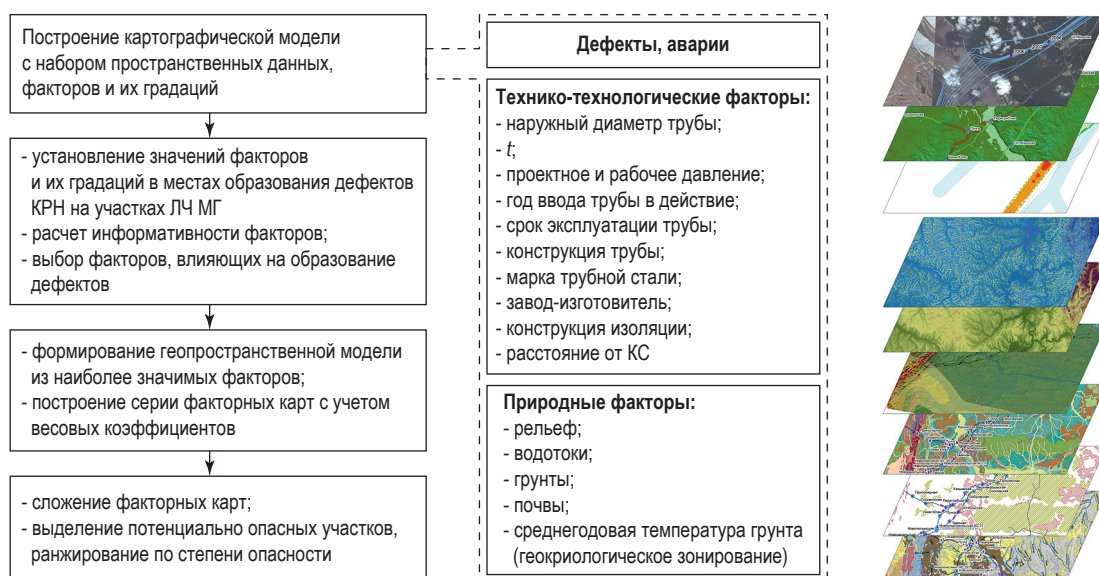 Построение картографической модели
с набором пространственных данных,
факторов и их градаций
- установление значений факторов
и их градаций в местах образования дефектов
КРН на участках ЛЧ МГ
- расчет информативности факторов;
- выбор факторов, влияющих на образование
дефектов
- формирование геопространственной модели
из наиболее значимых факторов;
- построение серии факторных карт с учетом
весовых коэффициентов
- сложение факторных карт;
- выделение потенциально опасных участков,
ранжирование по степени опасности
Дефекты, аварии
Технико-технологические факторы:
- наружный диаметр трубы;
- t;
- проектное и рабочее давление;
- год ввода трубы в действие;
- срок эксплуатации трубы;
- конструкция трубы;
- марка трубной стали;
- завод-изготовитель;
- конструкция изоляции;
- расстояние от КС
Природные факторы:
- рельеф;
- водотоки;
- грунты;
- почвы;
- среднегодовая температура грунта
(геокриологическое зонирование)